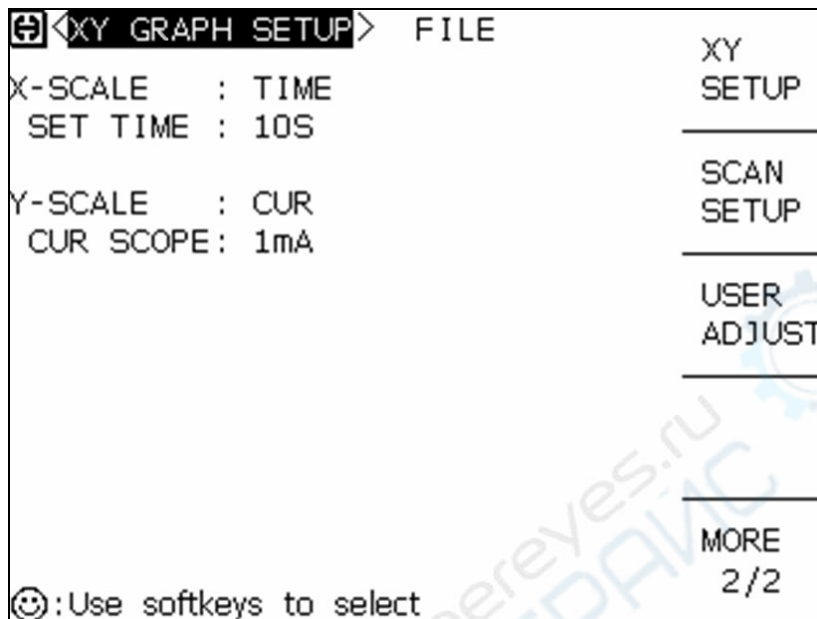 <XY GRAPH SETUP> FILE
X-SCALE : TIME
SET TIME : 10S
Y-SCALE : CUR
CUR SCOPE: 1mA
:Use softkeys to select
XY
SETUP
SCAN
SETUP
USER
ADJUST
MORE
2/2